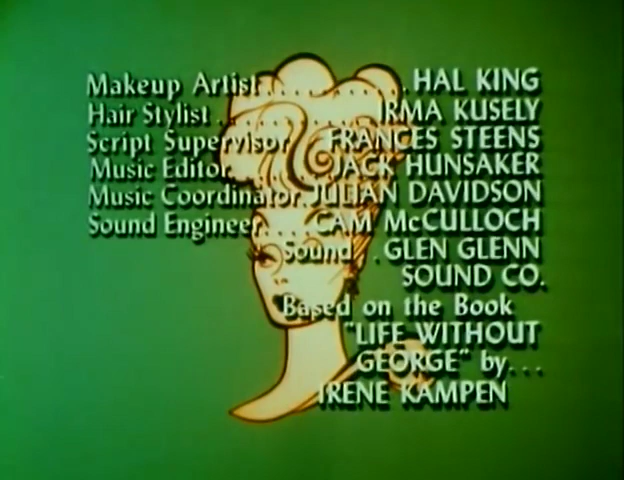 Makeup Artist . . . . . . . . . . . HAL KING
Hair Stylist . . . . . . . . . . . IRMA KUSELY
Script Supervisor . . . FRANCES STEENS
Music Editor . . . . . . . JACK HUNSAKER
Music Coordinator. JULIAN DAVIDSON
Sound Engineer. . . . CAM McCULLOCH
Sound . . GLEN GLENN
SOUND CO.
Based on the Book
"LIFE WITHOUT
GEORGE" by...
IRENE KAMPEN